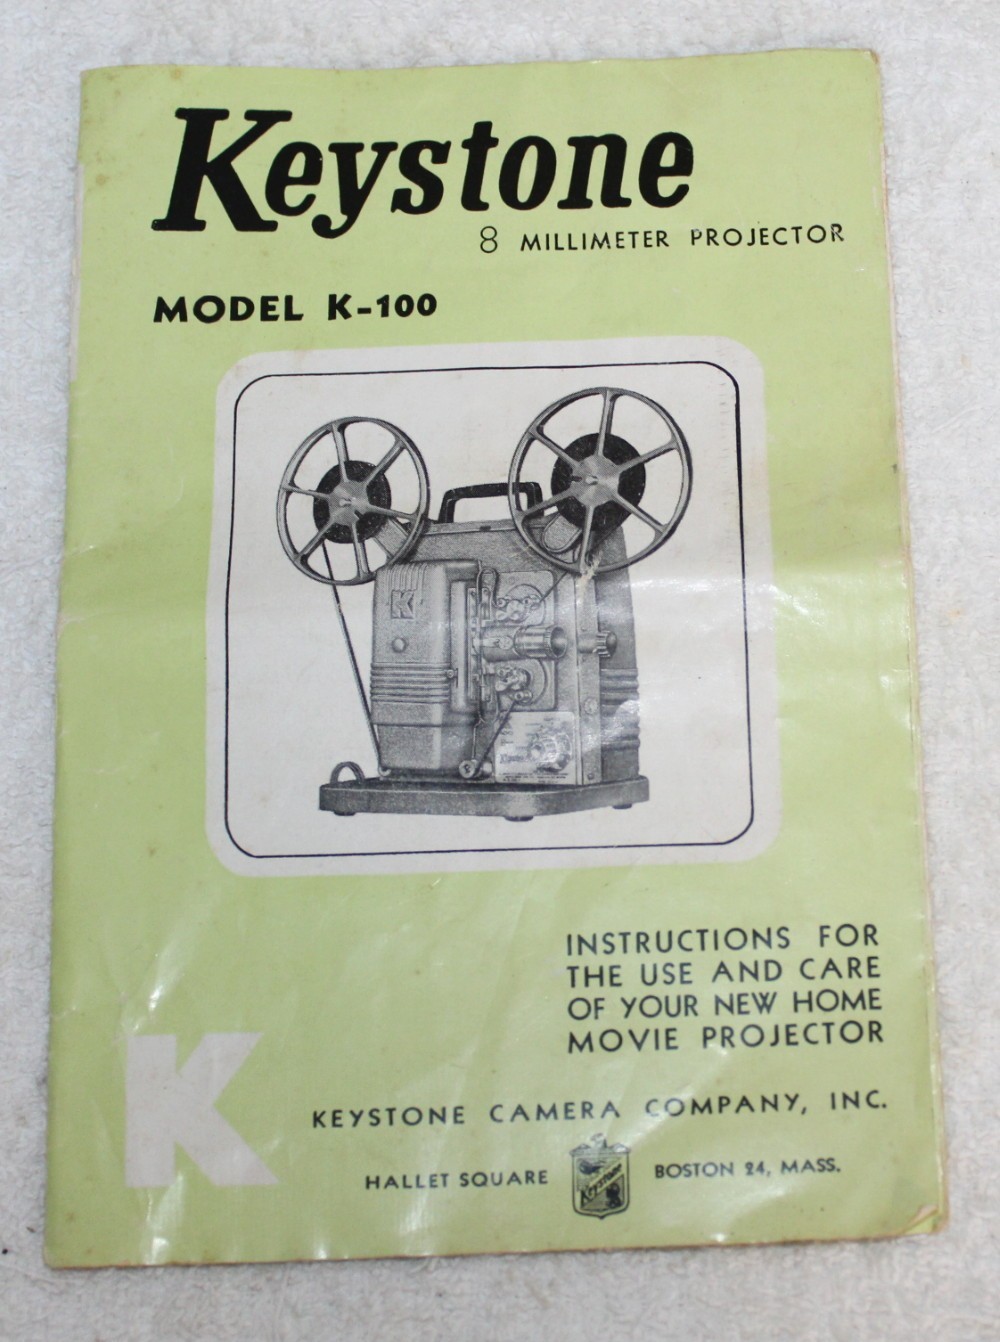 Keystone
8 MILLIMETER PROJECTOR
MODEL K-100
K
INSTRUCTIONS FOR
THE USE AND CARE
OF YOUR NEW HOME
MOVIE PROJECTOR
K
KEYSTONE CAMERA COMPANY, INC.
HALLET SQUARE
Keystone
BOSTON 24, MASS.